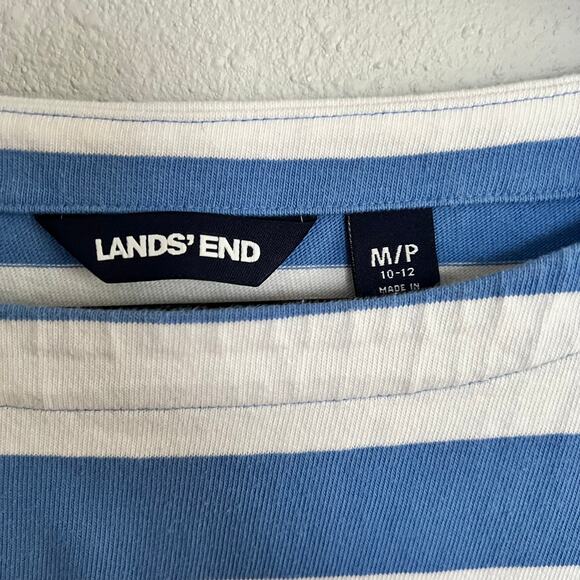 LANDS' END
M/P
10-12
MADE IN